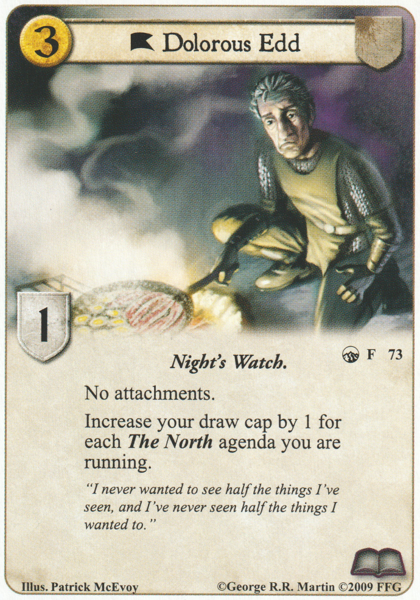 3
Dolorous Edd
1
Night's Watch.
F 73
No attachments.
Increase your draw cap by 1 for
each The North agenda you are
running.
“I never wanted to see half the things I've
seen, and I've never seen half the things I
wanted to.”
Illus. Patrick McEvoy
©George R.R. Martin ©2009 FFG